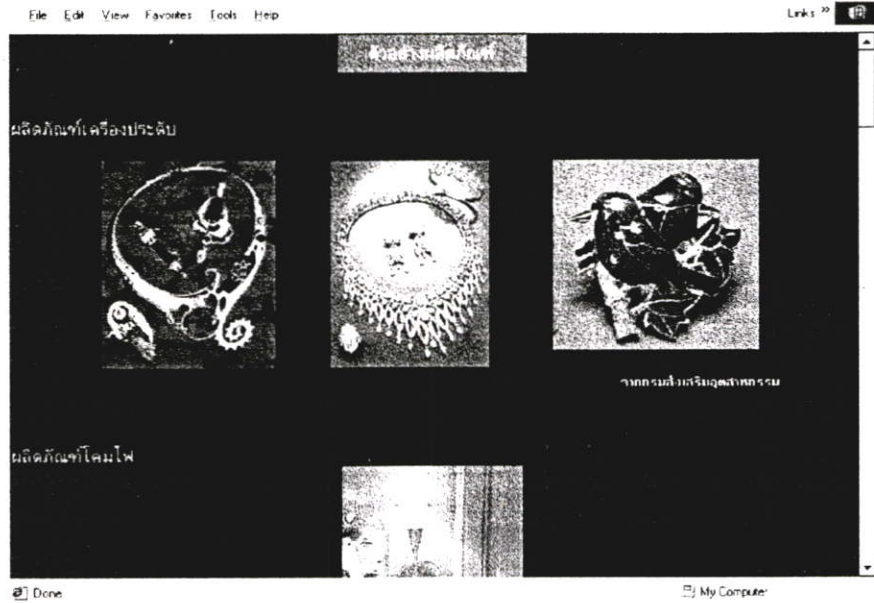 File Edit View Favorites Tools Help Links »
ตัวอย่างผลิตภัณฑ์
ผลิตภัณฑ์เครื่องประดับ
จากกรมส่งเสริมอุตสาหกรรม
ผลิตภัณฑ์โคมไฟ
Done My Computer